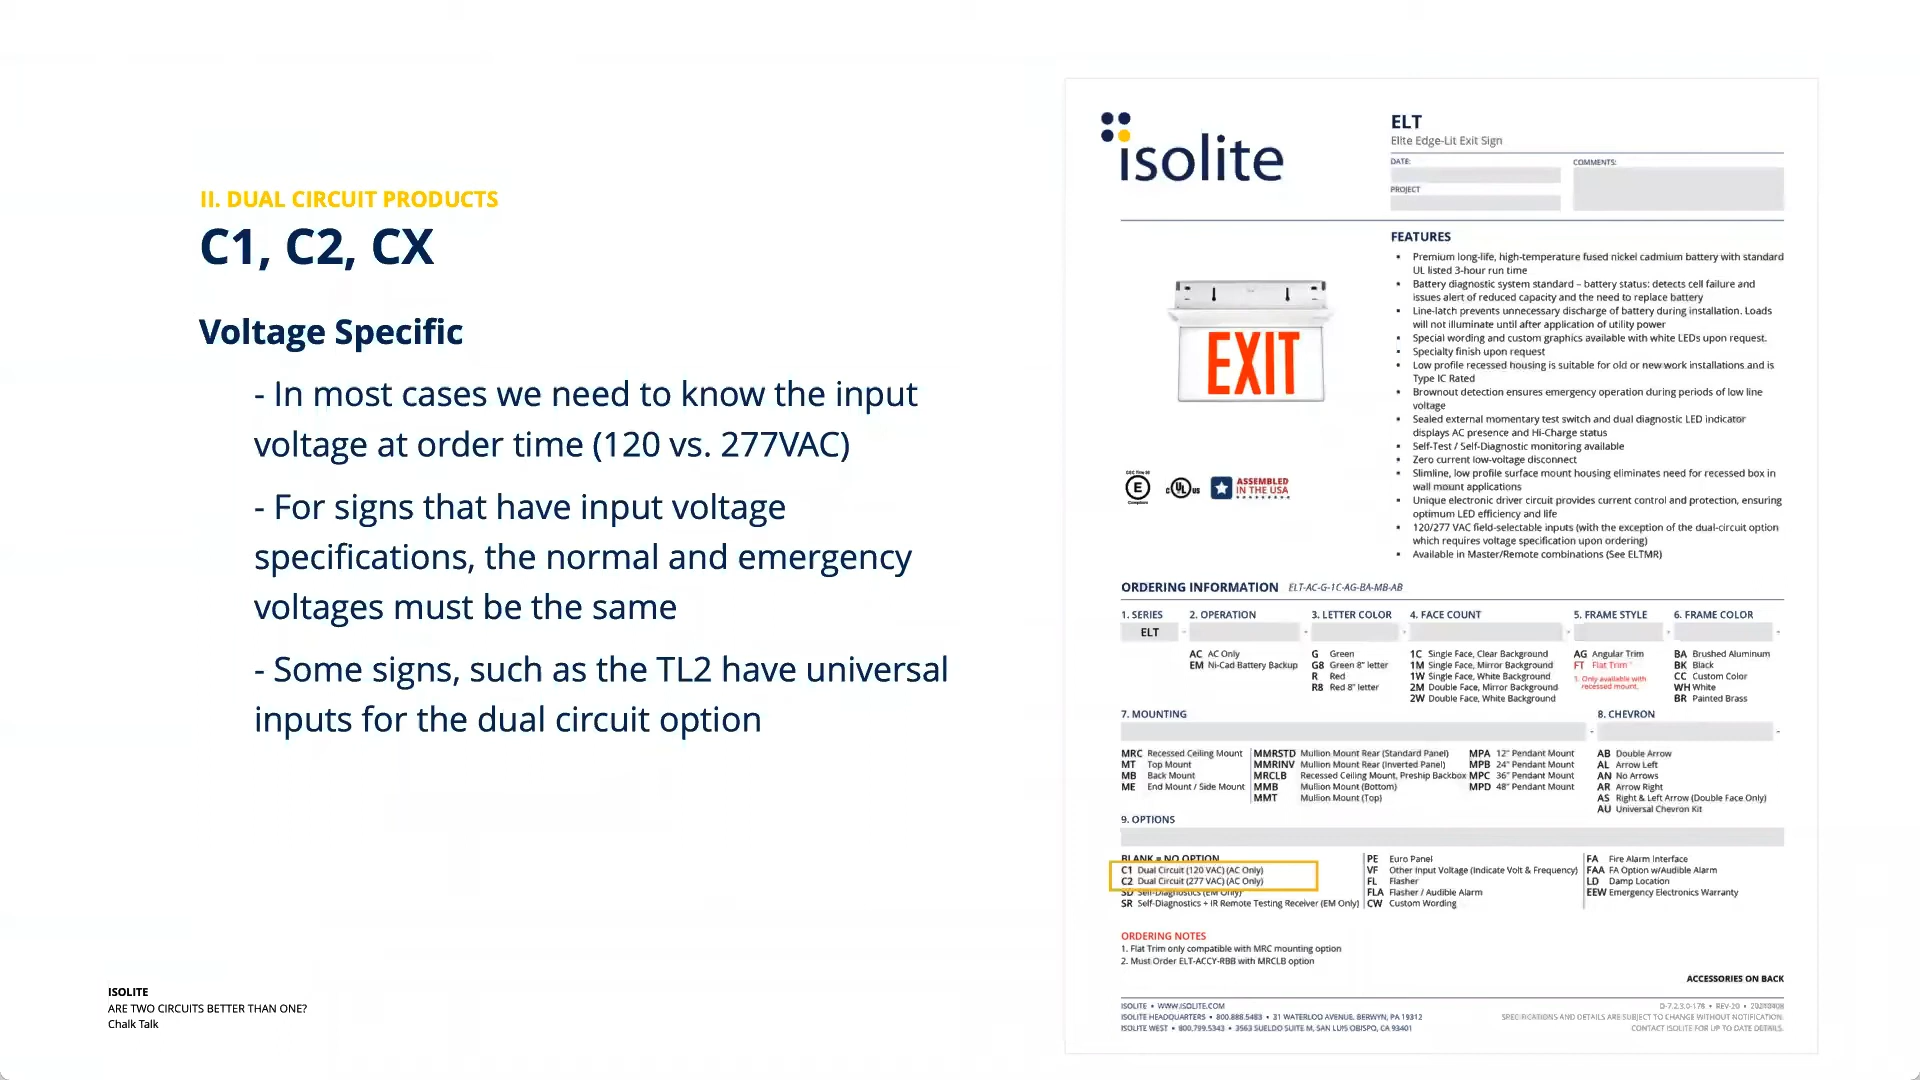 II. DUAL CIRCUIT PRODUCTS
C1, C2, CX
Voltage Specific
- In most cases we need to know the input
voltage at order time (120 vs. 277VAC)
- For signs that have input voltage
specifications, the normal and emergency
voltages must be the same
- Some signs, such as the TL2 have universal
inputs for the dual circuit option
ISOLITE
ARE TWO CIRCUITS BETTER THAN ONE?
Chalk Talk
isolite
ELT
Elite Edge-Lit Exit Sign
DATE:
COMMENTS:
PROJECT
EXIT
E
Compliant
c UL us
ASSEMBLED
IN THE USA
FEATURES
• Premium long-life, high-temperature fused nickel cadmium battery with standard
UL listed 3-hour run time
• Battery diagnostic system standard – battery status: detects cell failure and
issues alert of reduced capacity and the need to replace battery
• Line-latch prevents unnecessary discharge of battery during installation. Loads
will not illuminate until after application of utility power
• Special wording and custom graphics available with white LEDs upon request.
• Specialty finish upon request
• Low profile recessed housing is suitable for old or new work installations and is
Type IC Rated
• Brownout detection ensures emergency operation during periods of low line
voltage
• Sealed external momentary test switch and dual diagnostic LED indicator
displays AC presence and Hi-Charge status
• Self-Test / Self-Diagnostic monitoring available
• Zero current low-voltage disconnect
• Slimline, low profile surface mount housing eliminates need for recessed box in
wall mount applications
• Unique electronic driver circuit provides current control and protection, ensuring
optimum LED efficiency and life
• 120/277 VAC field-selectable inputs (with the exception of the dual-circuit option
which requires voltage specification upon ordering)
• Available in Master/Remote combinations (See ELTMR)
ORDERING INFORMATION ELT-AC-G-1C-AG-BA-MB-AB
1. SERIES 2. OPERATION 3. LETTER COLOR 4. FACE COUNT 5. FRAME STYLE 6. FRAME COLOR
ELT - - - - - -
AC AC Only G Green 1C Single Face, Clear Background AG Angular Trim BA Brushed Aluminum
EM Ni-Cad Battery Backup G8 Green 8" letter 1M Single Face, Mirror Background FT Flat Trim BK Black
R Red 1W Single Face, White Background 1. Only available with CC Custom Color
R8 Red 8" letter 2M Double Face, Mirror Background recessed mount. WH White
2W Double Face, White Background BR Painted Brass
7. MOUNTING 8. CHEVRON
- -
MRC Recessed Ceiling Mount MMRSTD Mullion Mount Rear (Standard Panel) MPA 12" Pendant Mount AB Double Arrow
MT Top Mount MMRINV Mullion Mount Rear (Inverted Panel) MPB 24" Pendant Mount AL Arrow Left
MB Back Mount MRCLB Recessed Ceiling Mount, Preship Backbox MPC 36" Pendant Mount AN No Arrows
ME End Mount / Side Mount MMB Mullion Mount (Bottom) MPD 48" Pendant Mount AR Arrow Right
MMT Mullion Mount (Top) AS Right & Left Arrow (Double Face Only)
AU Universal Chevron Kit
9. OPTIONS
BLANK = NO OPTION PE Euro Panel FA Fire Alarm Interface
C1 Dual Circuit (120 VAC) (AC Only) VF Other Input Voltage (Indicate Volt & Frequency) FAA FA Option w/Audible Alarm
C2 Dual Circuit (277 VAC) (AC Only) FL Flasher LD Damp Location
SD Self-Diagnostics (EM Only) FLA Flasher / Audible Alarm EEW Emergency Electronics Warranty
SR Self-Diagnostics + IR Remote Testing Receiver (EM Only) CW Custom Wording
ORDERING NOTES
1. Flat Trim only compatible with MRC mounting option
2. Must Order ELT-ACCY-RBB with MRCLB option
ACCESSORIES ON BACK
ISOLITE • WWW.ISOLITE.COM
ISOLITE HEADQUARTERS • 800.888.5483 • 31 WATERLOO AVENUE, BERWYN, PA 19312
ISOLITE WEST • 800.799.5343 • 3563 SUELDO SUITE M, SAN LUIS OBISPO, CA 93401
D-7.2.3.0-178 • REV-20 •
SPECIFICATIONS AND DETAILS ARE SUBJECT TO CHANGE WITHOUT NOTIFICATION.
CONTACT ISOLITE FOR UP TO DATE DETAILS.